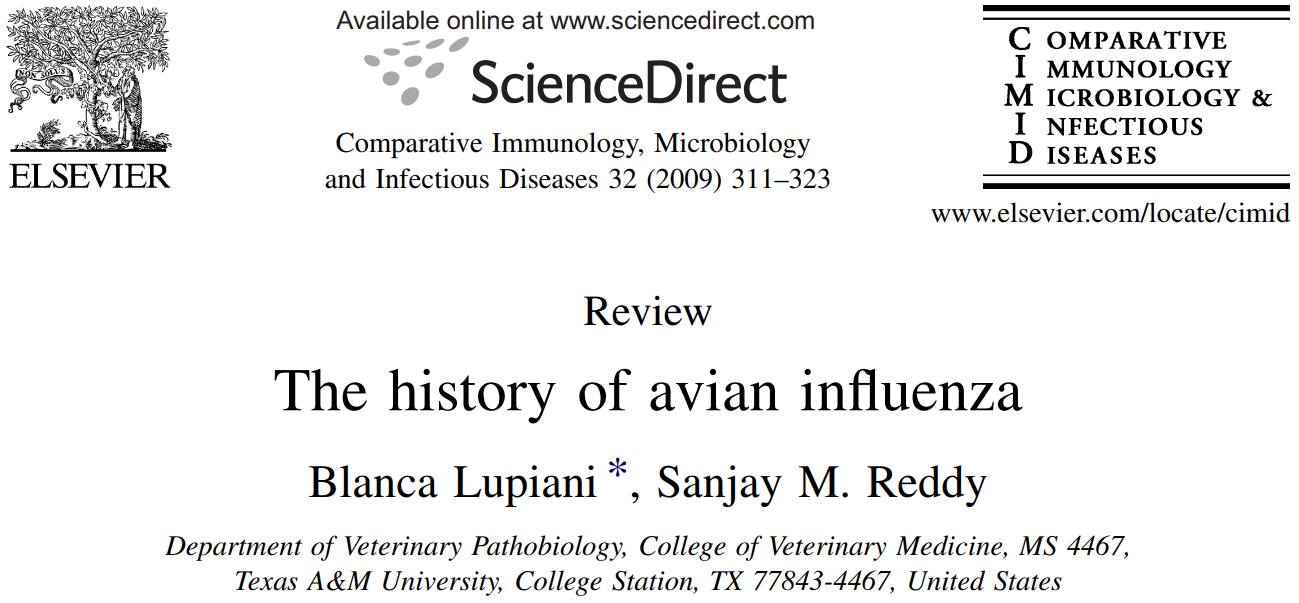 Available online at www.sciencedirect.com
ScienceDirect
NON SOLUS
ELSEVIER
Comparative Immunology, Microbiology
and Infectious Diseases 32 (2009) 311–323
COMPARATIVE
IMMUNOLOGY
MICROBIOLOGY &
INFECTIOUS
DISEASES
www.elsevier.com/locate/cimid
Review
The history of avian influenza
Blanca Lupiani *, Sanjay M. Reddy
Department of Veterinary Pathobiology, College of Veterinary Medicine, MS 4467,
Texas A&M University, College Station, TX 77843-4467, United States